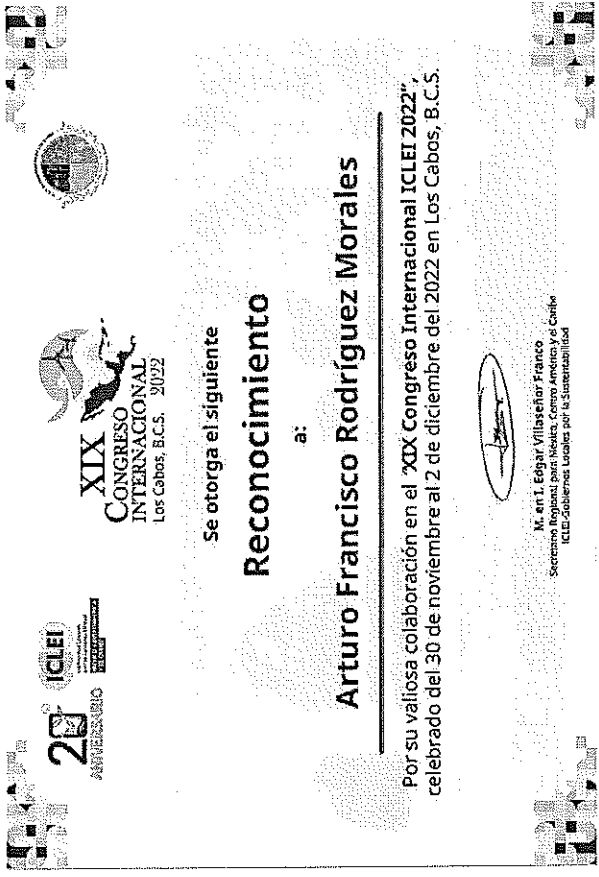 20
ANIVERSARIO
ICLEI
XIX
CONGRESO
INTERNACIONAL
Los Cabos, B.C.S. 2022
Se otorga el siguiente
Reconocimiento
a:
Arturo Francisco Rodríguez Morales
Por su valiosa colaboración en el "XIX Congreso Internacional ICLEI 2022",
celebrado del 30 de noviembre al 2 de diciembre del 2022 en Los Cabos, B.C.S.
M. en I. Edgar Villaseñor Franco
Secretario Regional para México, Centro América y el Caribe
ICLEI-Gobiernos Locales por la Sustentabilidad